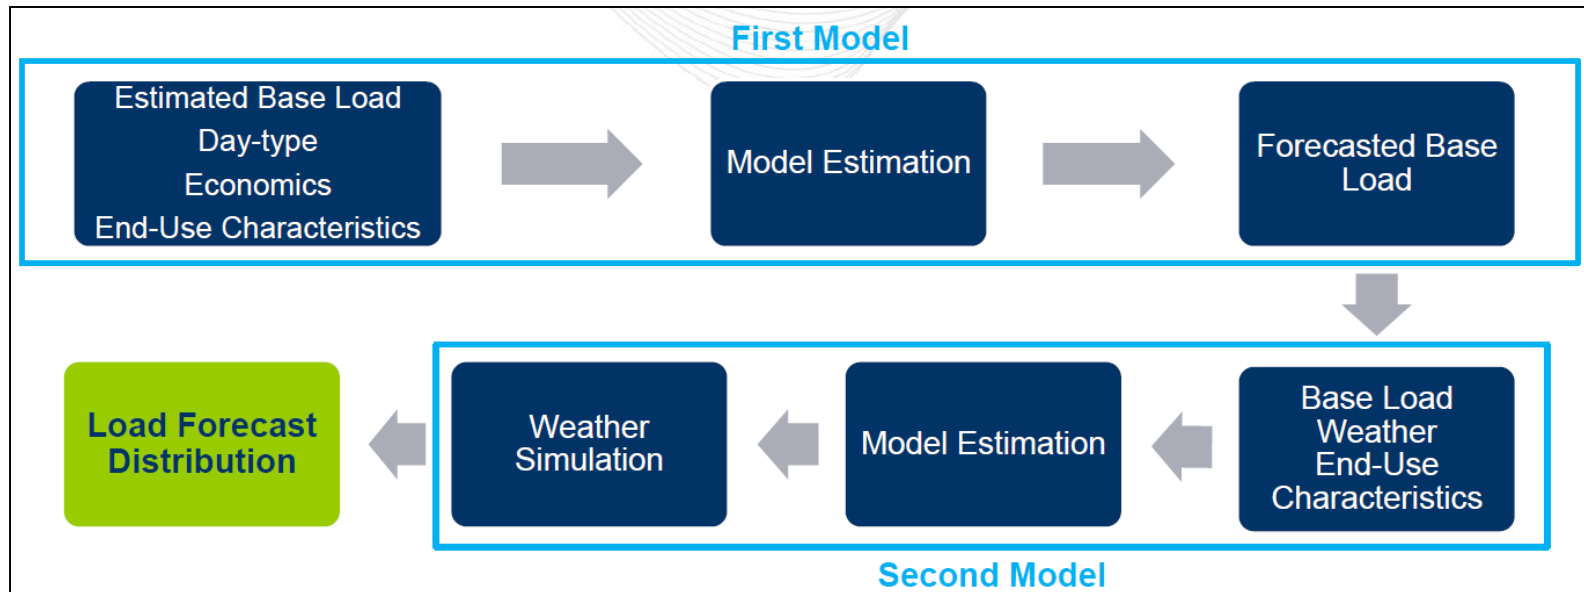 First Model
Estimated Base Load
Day-type
Economics
End-Use Characteristics
Model Estimation
Forecasted Base
Load
Base Load
Weather
End-Use
Characteristics
Model Estimation
Weather
Simulation
Load Forecast
Distribution
Second Model